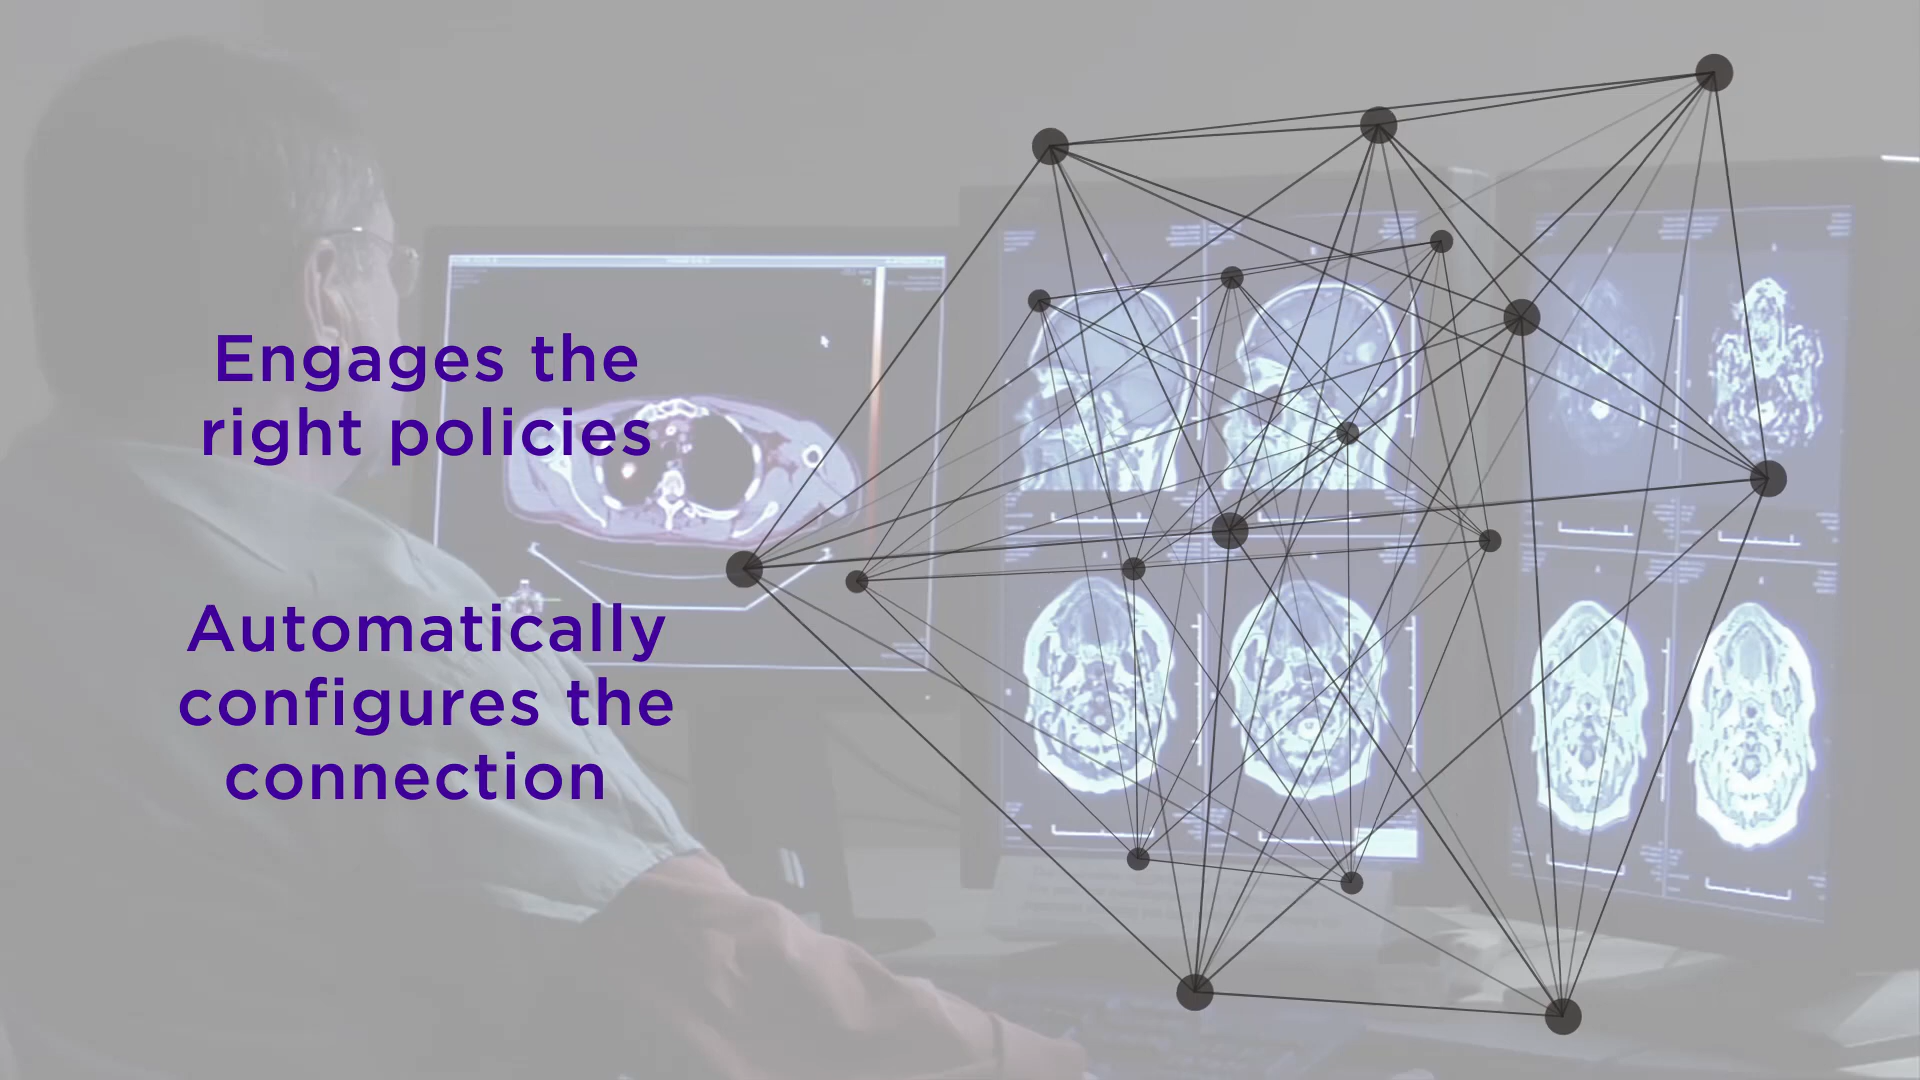 Engages the
right policies
Automatically
configures the
connection